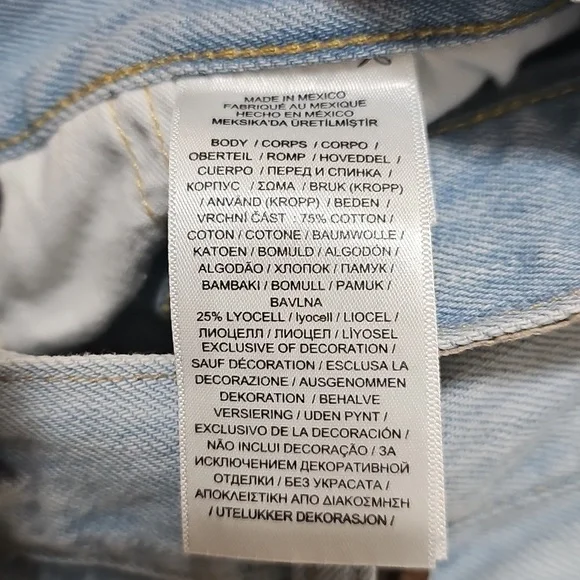 MADE IN MEXICO
FABRIQUÉ AU MEXIQUE
HECHO EN MÉXICO
MEKSİKA'DA ÜRETİLMİŞTİR
BODY / CORPS / CORPO /
OBERTEIL / ROMP / HOVEDDEL /
CUERPO / ПЕРЕД И СПИНКА /
КОРПУС / ΣΩΜΑ / BRUK (KROPP)
/ ANVÄND (KROPP) / BEDEN /
VRCHNÍ ČÁST : 75% COTTON /
COTON / COTONE / BAUMWOLLE /
KATOEN / BOMULD / ALGODÓN /
ALGODÃO / ХЛОПОК / ПАМУК /
BAMBAKI / BOMULL / PAMUK /
BAVLNA
25% LYOCELL / lyocell / LIOCEL /
ЛИОЦЕЛЛ / ЛИОЦЕЛ / LİYOSEL
EXCLUSIVE OF DECORATION /
SAUF DÉCORATION / ESCLUSA LA
DECORAZIONE / AUSGENOMMEN
DEKORATION / BEHALVE
VERSIERING / UDEN PYNT /
EXCLUSIVO DE LA DECORACIÓN /
NÃO INCLUI DECORAÇÃO / ЗА
ИСКЛЮЧЕНИЕМ ДЕКОРАТИВНОЙ
ОТДЕЛКИ / БЕЗ УКРАСАТА /
ΑΠΟΚΛΕΙΣΤΙΚΗ ΑΠΟ ΔΙΑΚΟΣΜΗΣΗ
/ UTELUKKER DEKORASJON /